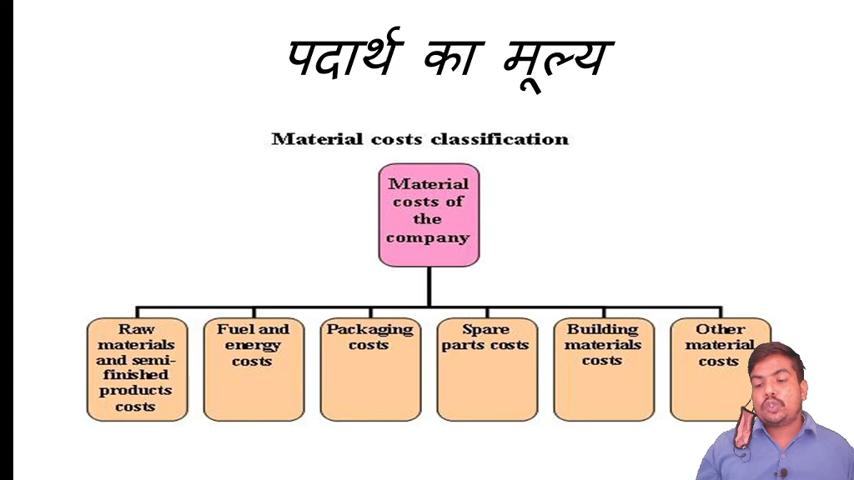 पदार्थ का मूल्य
Material costs classification
Material
costs of
the
company
Raw
materials
and semi-
finished
products
costs
Fuel and
energy
costs
Packaging
costs
Spare
parts costs
Building
materials
costs
Other
material
costs